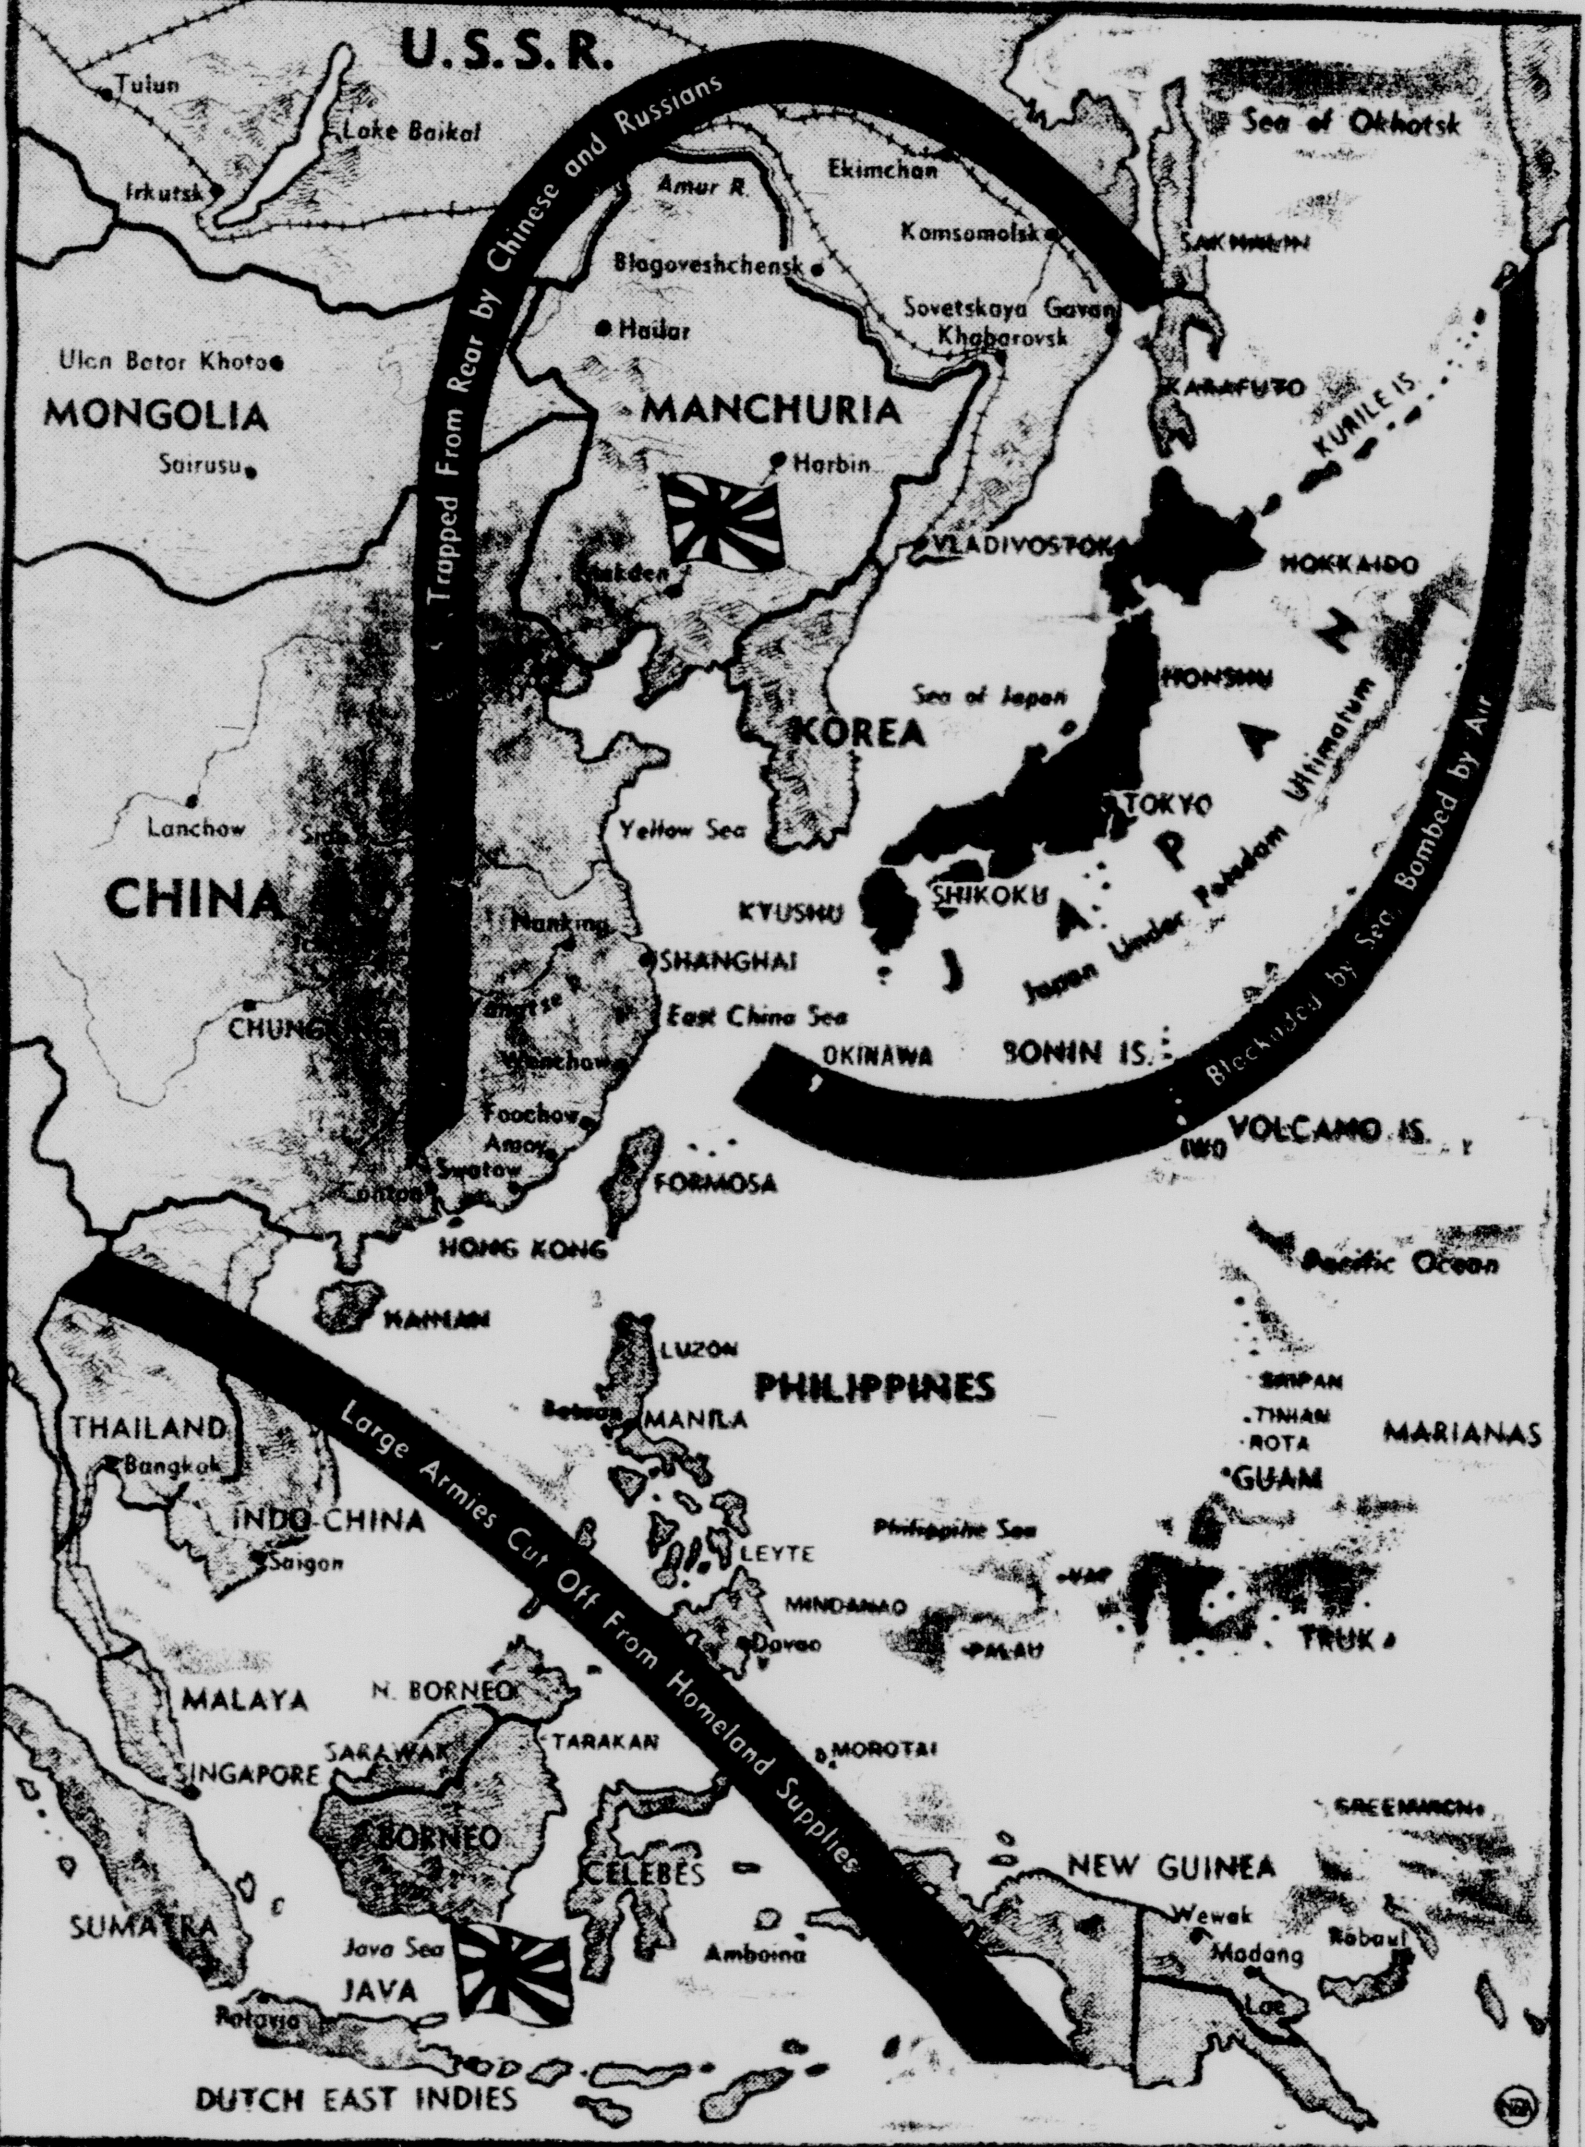 U.S.S.R.
Tulun
Lake Baikal
Irkutsk
Sea of Okhotsk
Ekimchan
Amur R.
Komsomolsk
SAKHALIN
Blagoveshchensk
Sovetskaya Gavan
Khabarovsk
Hailar
Ulan Bator Khoto
MONGOLIA
Sairusu
KARAFUTO
KURILE IS.
MANCHURIA
Harbin
Trapped From Rear by Chinese and Russians
VLADIVOSTOK
HOKKAIDO
Mukden
HONSHU
Sea of Japan
KOREA
TOKYO
Yellow Sea
Lanchow
CHINA
SHIKOKU
KYUSHU
JAPAN
Japan Under Potsdam Ultimatum
Blockaded by Sea, Bombed by Air
Nanking
SHANGHAI
Yangtse R.
East China Sea
CHUNG
Wenchow
OKINAWA
BONIN IS.
Foochow
Amoy
Swatow
Canton
FORMOSA
IWO
VOLCANO IS.
HONG KONG
Pacific Ocean
HAINAN
LUZON
PHILIPPINES
Bataan
MANILA
SAIPAN
TINIAN
ROTA
MARIANAS
GUAM
THAILAND
Bangkok
INDO-CHINA
Saigon
Large Armies Cut Off From Homeland Supplies
Philippine Sea
LEYTE
YAP
MINDANAO
Davao
PALAU
TRUK
MALAYA
N. BORNEO
SARAWAK
TARAKAN
MOROTAI
SINGAPORE
BORNEO
CELEBES
GREENWICH
NEW GUINEA
Wewak
Madang
Rabaul
SUMATRA
Java Sea
Amboina
JAVA
Lae
Batavia
DUTCH EAST INDIES
NEA